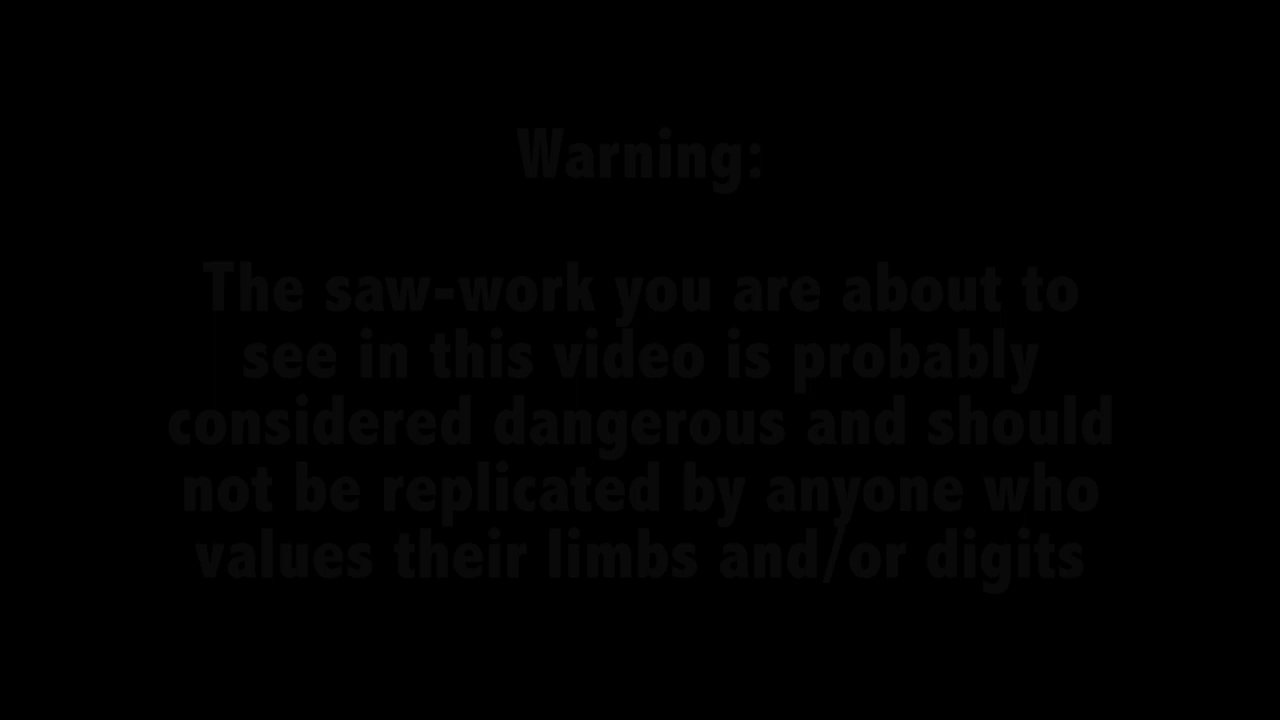 Warning:
The saw-work you are about to
see in this video is probably
considered dangerous and should
not be replicated by anyone who
values their limbs and/or digits